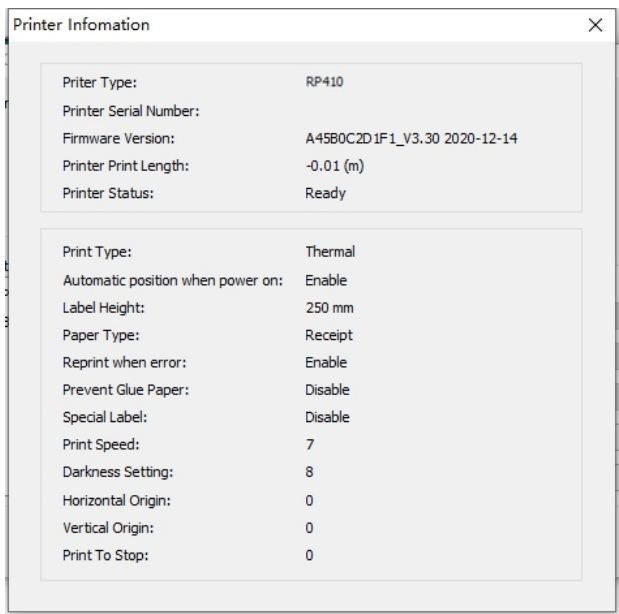 Printer Infomation
Priter Type: RP410
Printer Serial Number:
Firmware Version: A45B0C2D1F1_V3.30 2020-12-14
Printer Print Length: -0.01 (m)
Printer Status: Ready
Print Type: Thermal
Automatic position when power on: Enable
Label Height: 250 mm
Paper Type: Receipt
Reprint when error: Enable
Prevent Glue Paper: Disable
Special Label: Disable
Print Speed: 7
Darkness Setting: 8
Horizontal Origin: 0
Vertical Origin: 0
Print To Stop: 0